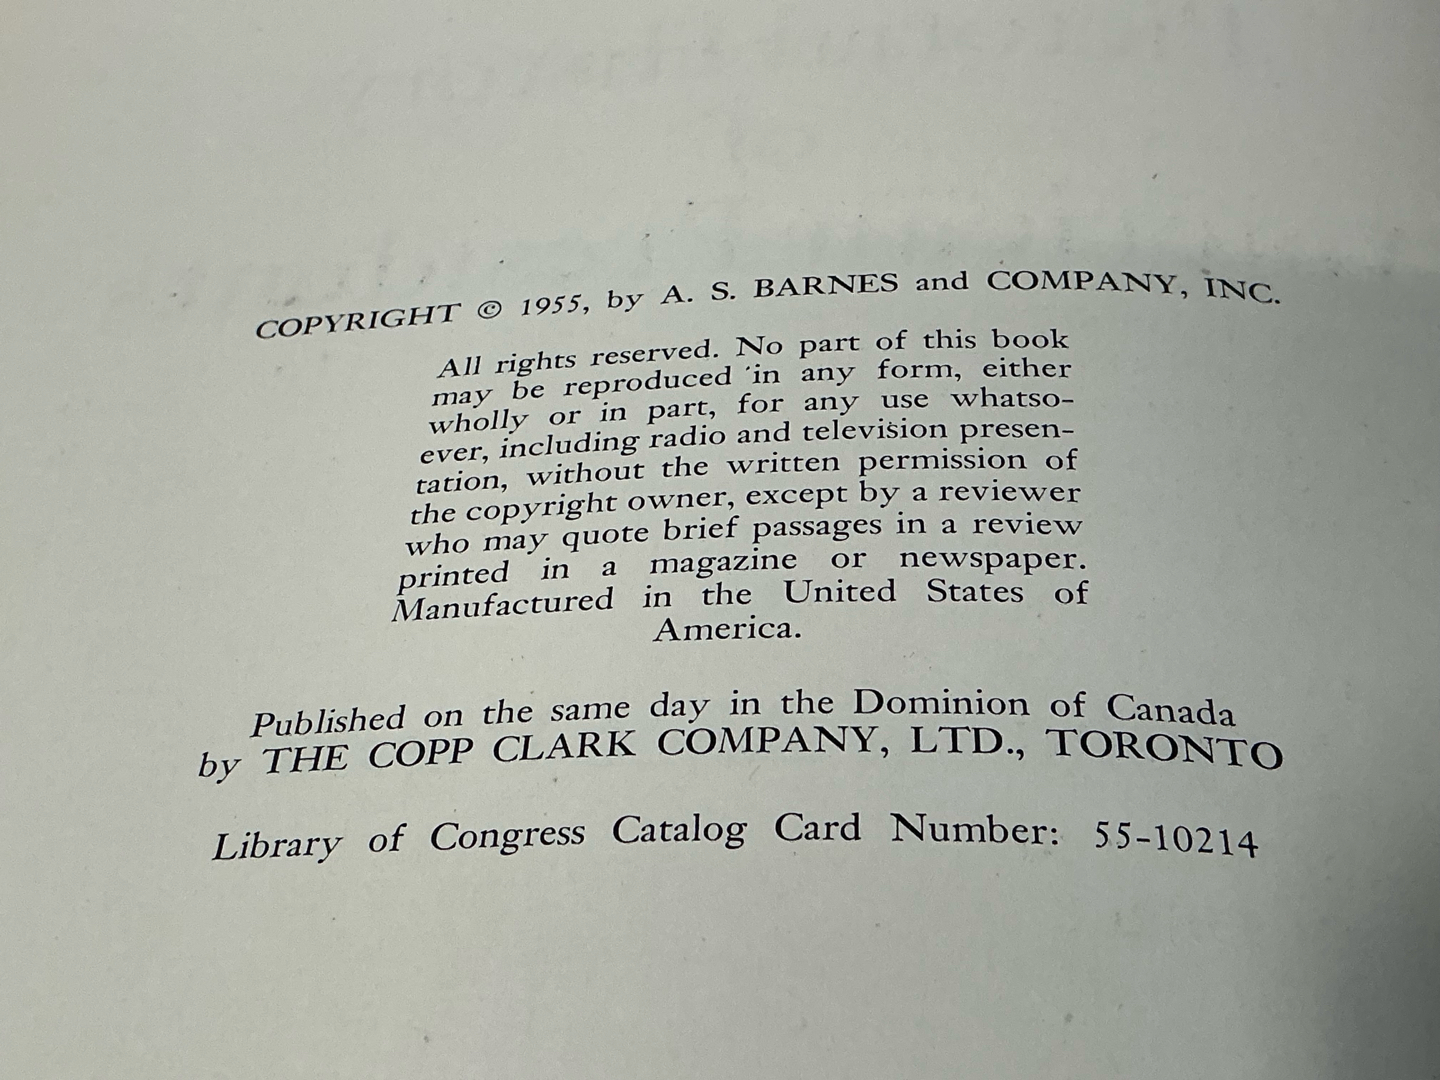 COPYRIGHT © 1955, by A. S. BARNES and COMPANY, INC.
All rights reserved. No part of this book
may be reproduced in any form, either
wholly or in part, for any use whatso-
ever, including radio and television presen-
tation, without the written permission of
the copyright owner, except by a reviewer
who may quote brief passages in a review
printed in a magazine or newspaper.
Manufactured in the United States of
America.
Published on the same day in the Dominion of Canada
by THE COPP CLARK COMPANY, LTD., TORONTO
Library of Congress Catalog Card Number: 55-10214